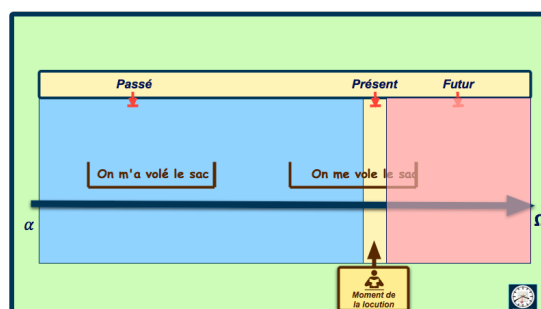 Passé
Présent
Futur
On m'a volé le sac
On me vole le sac
α
Ω
Moment de
la locution